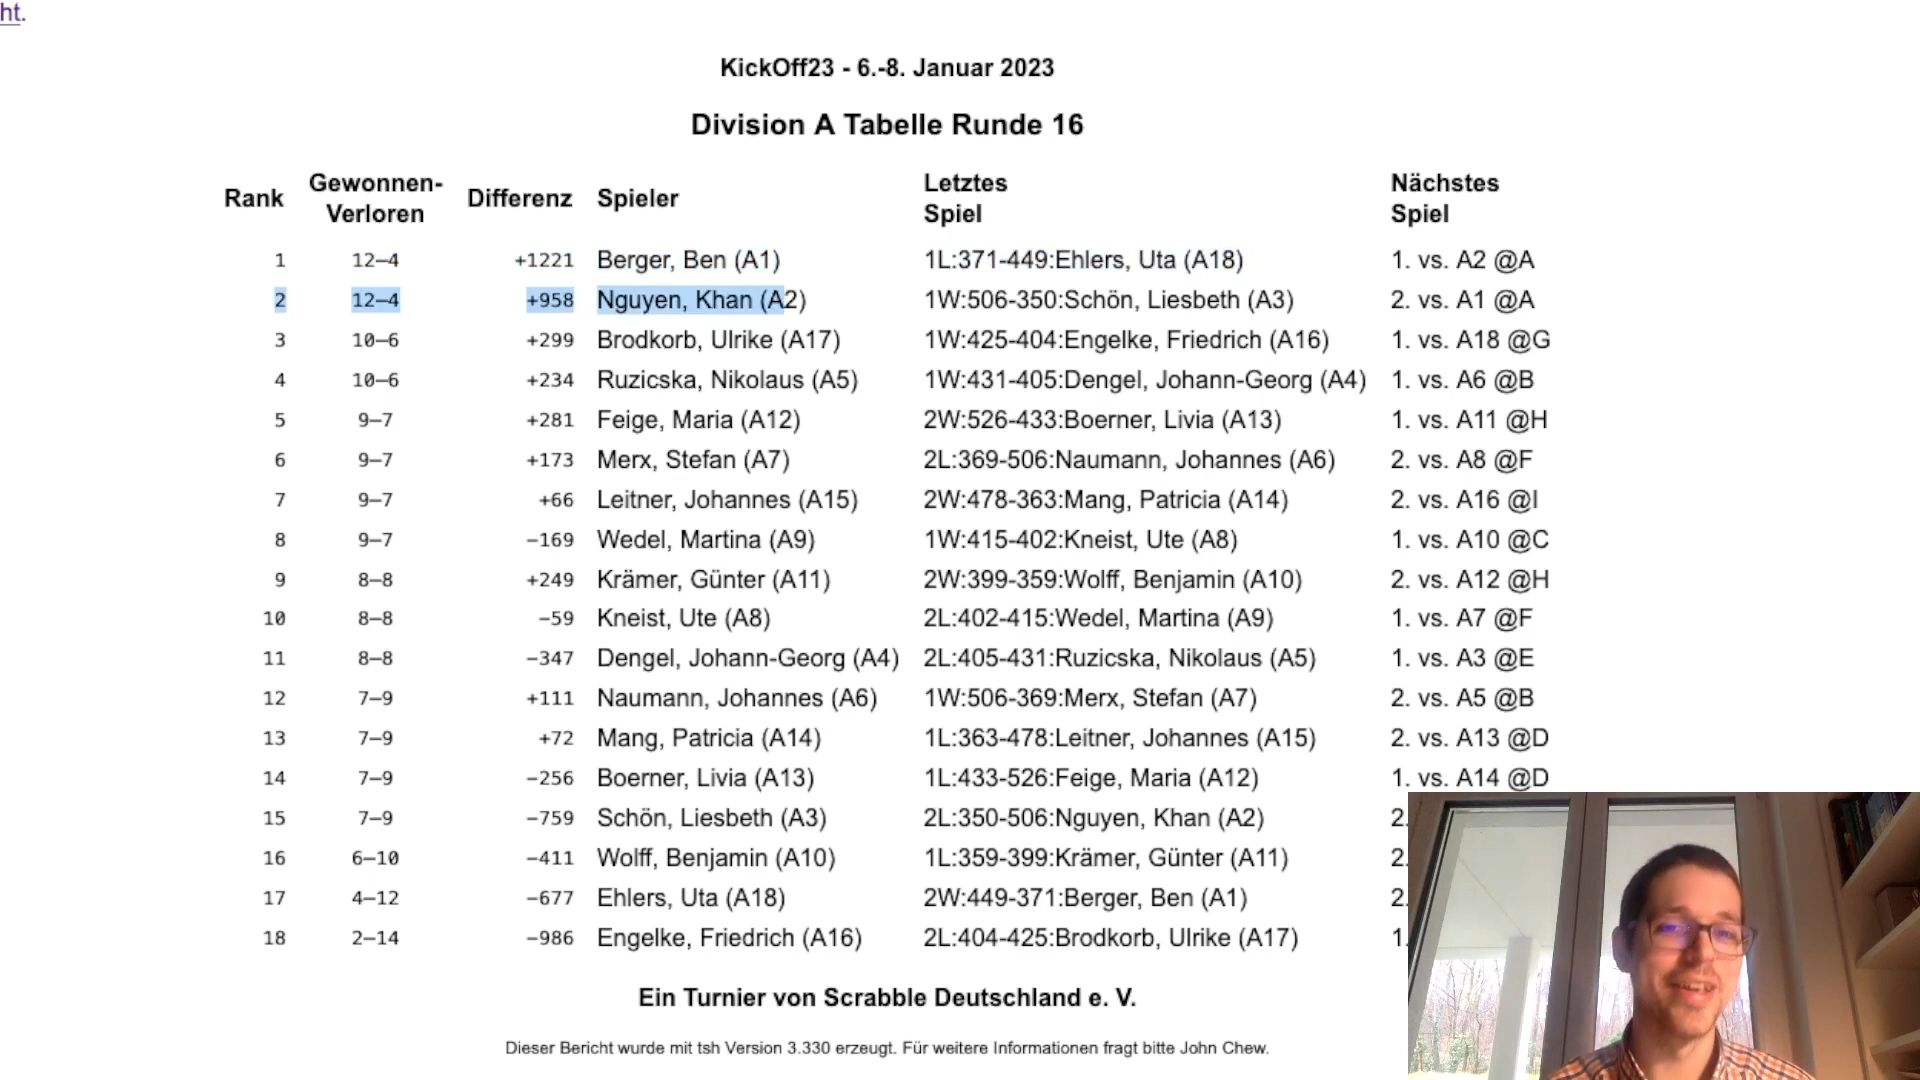 ht.
KickOff23 - 6.-8. Januar 2023
Division A Tabelle Runde 16
Rank Gewonnen-Verloren Differenz Spieler Letztes Spiel Nächstes Spiel
1 12–4 +1221 Berger, Ben (A1) 1L:371-449:Ehlers, Uta (A18) 1. vs. A2 @A
2 12–4 +958 Nguyen, Khan (A2) 1W:506-350:Schön, Liesbeth (A3) 2. vs. A1 @A
3 10–6 +299 Brodkorb, Ulrike (A17) 1W:425-404:Engelke, Friedrich (A16) 1. vs. A18 @G
4 10–6 +234 Ruzicska, Nikolaus (A5) 1W:431-405:Dengel, Johann-Georg (A4) 1. vs. A6 @B
5 9–7 +281 Feige, Maria (A12) 2W:526-433:Boerner, Livia (A13) 1. vs. A11 @H
6 9–7 +173 Merx, Stefan (A7) 2L:369-506:Naumann, Johannes (A6) 2. vs. A8 @F
7 9–7 +66 Leitner, Johannes (A15) 2W:478-363:Mang, Patricia (A14) 2. vs. A16 @I
8 9–7 −169 Wedel, Martina (A9) 1W:415-402:Kneist, Ute (A8) 1. vs. A10 @C
9 8–8 +249 Krämer, Günter (A11) 2W:399-359:Wolff, Benjamin (A10) 2. vs. A12 @H
10 8–8 −59 Kneist, Ute (A8) 2L:402-415:Wedel, Martina (A9) 1. vs. A7 @F
11 8–8 −347 Dengel, Johann-Georg (A4) 2L:405-431:Ruzicska, Nikolaus (A5) 1. vs. A3 @E
12 7–9 +111 Naumann, Johannes (A6) 1W:506-369:Merx, Stefan (A7) 2. vs. A5 @B
13 7–9 +72 Mang, Patricia (A14) 1L:363-478:Leitner, Johannes (A15) 2. vs. A13 @D
14 7–9 −256 Boerner, Livia (A13) 1L:433-526:Feige, Maria (A12) 1. vs. A14 @D
15 7–9 −759 Schön, Liesbeth (A3) 2L:350-506:Nguyen, Khan (A2) 2.
16 6–10 −411 Wolff, Benjamin (A10) 1L:359-399:Krämer, Günter (A11) 2.
17 4–12 −677 Ehlers, Uta (A18) 2W:449-371:Berger, Ben (A1) 2.
18 2–14 −986 Engelke, Friedrich (A16) 2L:404-425:Brodkorb, Ulrike (A17) 1.
Ein Turnier von Scrabble Deutschland e. V.
Dieser Bericht wurde mit tsh Version 3.330 erzeugt. Für weitere Informationen fragt bitte John Chew.